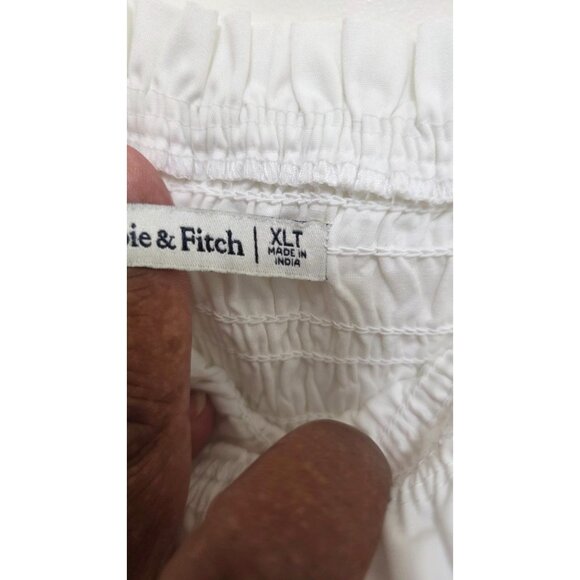 bie & Fitch | XLT
MADE IN
INDIA